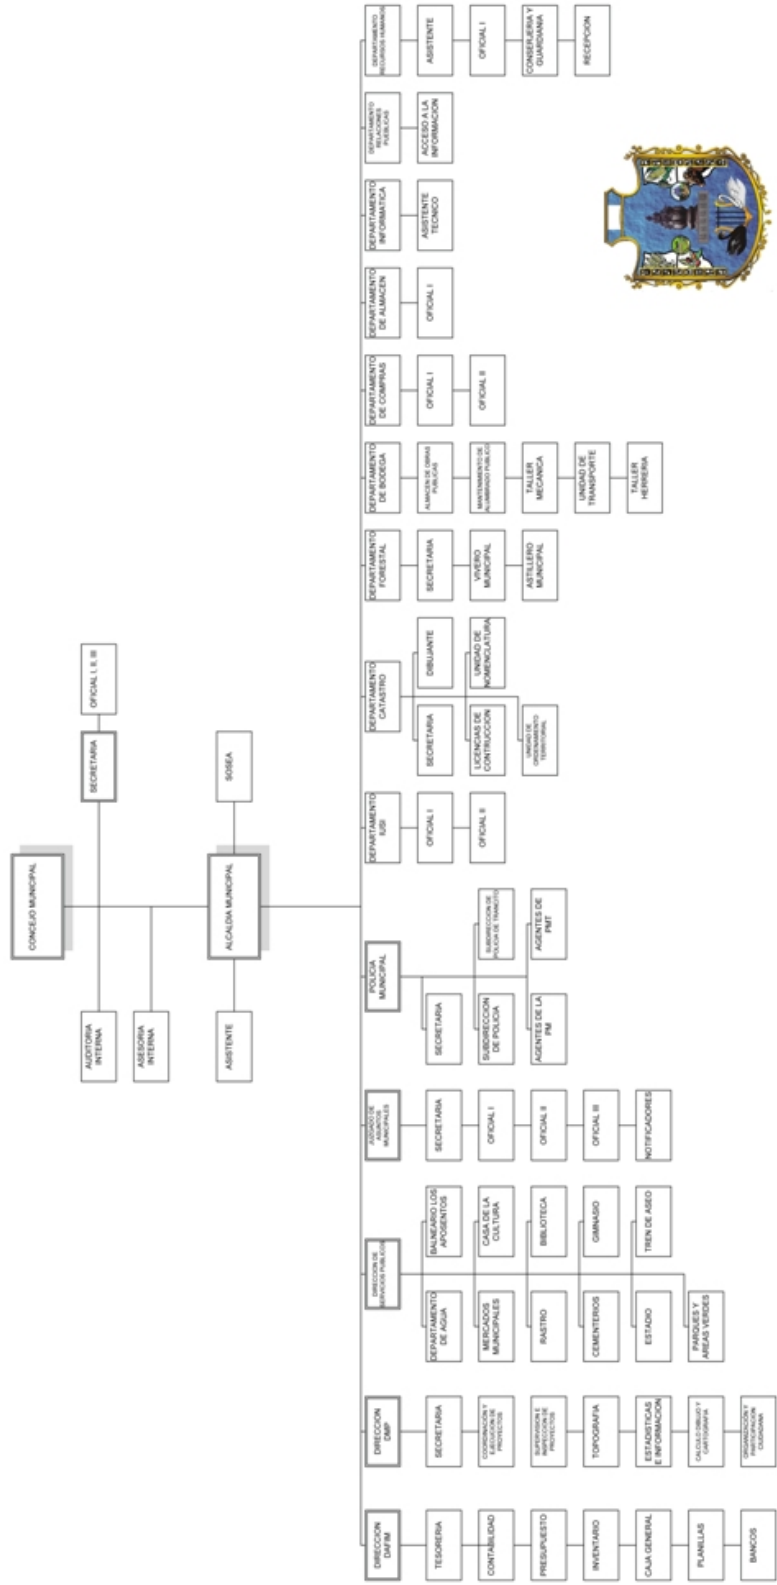 CONCEJO MUNICIPAL
AUDITORIA
INTERNA
SECRETARIA
OFICIAL I, II, III
ASESORIA
INTERNA
ASISTENTE
ALCALDIA MUNICIPAL
SOSEA
DIRECCION
DAFIM
TESORERIA
CONTABILIDAD
PRESUPUESTO
INVENTARIO
CAJA GENERAL
PLANILLAS
BANCOS
DIRECCION
DMP
SECRETARIA
COORDINACIÓN Y
EJECUCION DE
PROYECTOS
SUPERVISION E
INSPECCION DE
PROYECTOS
TOPOGRAFIA
ESTADISTICAS
E INFORMACION
CALCULO DIBUJO Y
CARTOGRAFIA
ORGANIZACIÓN Y
PARTICIPACION
CIUDADANA
DIRECCION DE
SERVICIOS PUBLICOS
DEPARTAMENTO
DE AGUA
BALNEARIO LOS
APOSENTOS
MERCADOS
MUNICIPALES
CASA DE LA
CULTURA
RASTRO
BIBLIOTECA
CEMENTERIOS
GIMNASIO
ESTADIO
TREN DE ASEO
PARQUES Y
AREAS VERDES
JUZGADO DE
ASUNTOS
MUNICIPALES
SECRETARIA
OFICIAL I
OFICIAL II
OFICIAL III
NOTIFICADORES
POLICIA
MUNICIPAL
SECRETARIA
SUBDIRECCION
DE POLICIA
SUBDIRECCION DE
POLICIA DE TRANCITO
AGENTES DE LA
PM
AGENTES DE
PMT
DEPARTAMENTO
IUSI
OFICIAL I
OFICIAL II
DEPARTAMENTO
CATASTRO
SECRETARIA
DIBUJANTE
LICENCIAS DE
CONTRUCCION
UNIDAD DE
NOMENCLATURA
UNIDAD DE
ORDENAMIENTO
TERRITORIAL
DEPARTAMENTO
FORESTAL
SECRETARIA
VIVERO
MUNICIPAL
ASTILLERO
MUNICIPAL
DEPARTAMENTO
DE BODEGA
ALMACEN DE OBRAS
PUBLICAS
MANTENIMIENTO DE
ALUMBRADO PUBLICO
TALLER
MECANICA
UNIDAD DE
TRANSPORTE
TALLER
HERRERIA
DEPARTAMENTO
DE COMPRAS
OFICIAL I
OFICIAL II
DEPARTAMENTO
DE ALMACEN
OFICIAL I
DEPARTAMENTO
INFORMATICA
ASISTENTE
TECNICO
DEPARTAMENTO
RELACIONES
PUEBLICAS
ACCESO A LA
INFORMACION
DEPARTAMENTO
RECURSOS HUMANOS
ASISTENTE
OFICIAL I
CONSERJERIA Y
GUARDIANIA
RECEPCION